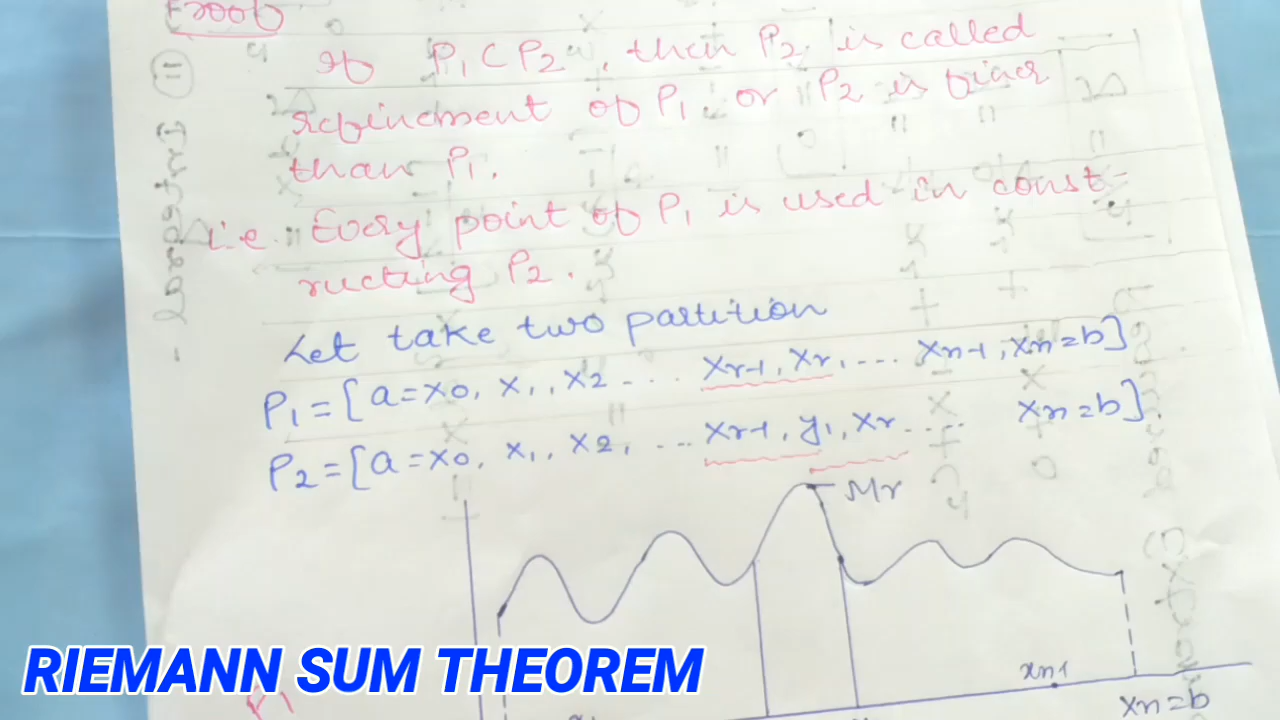 Proof
If P1 ⊂ P2, then P2 is called
refinement of P1. or P2 is finer
than P1.
i.e. Every point of P1 is used in const-
ructing P2.
Let take two partition
P1=[a=x0, x1, x2 ... xr-1, xr, ... xn-1, xn=b]
P2=[a=x0, x1, x2, ... xr-1, y1, xr ..... xn=b].
Mr
xn1
xn=b
RIEMANN SUM THEOREM